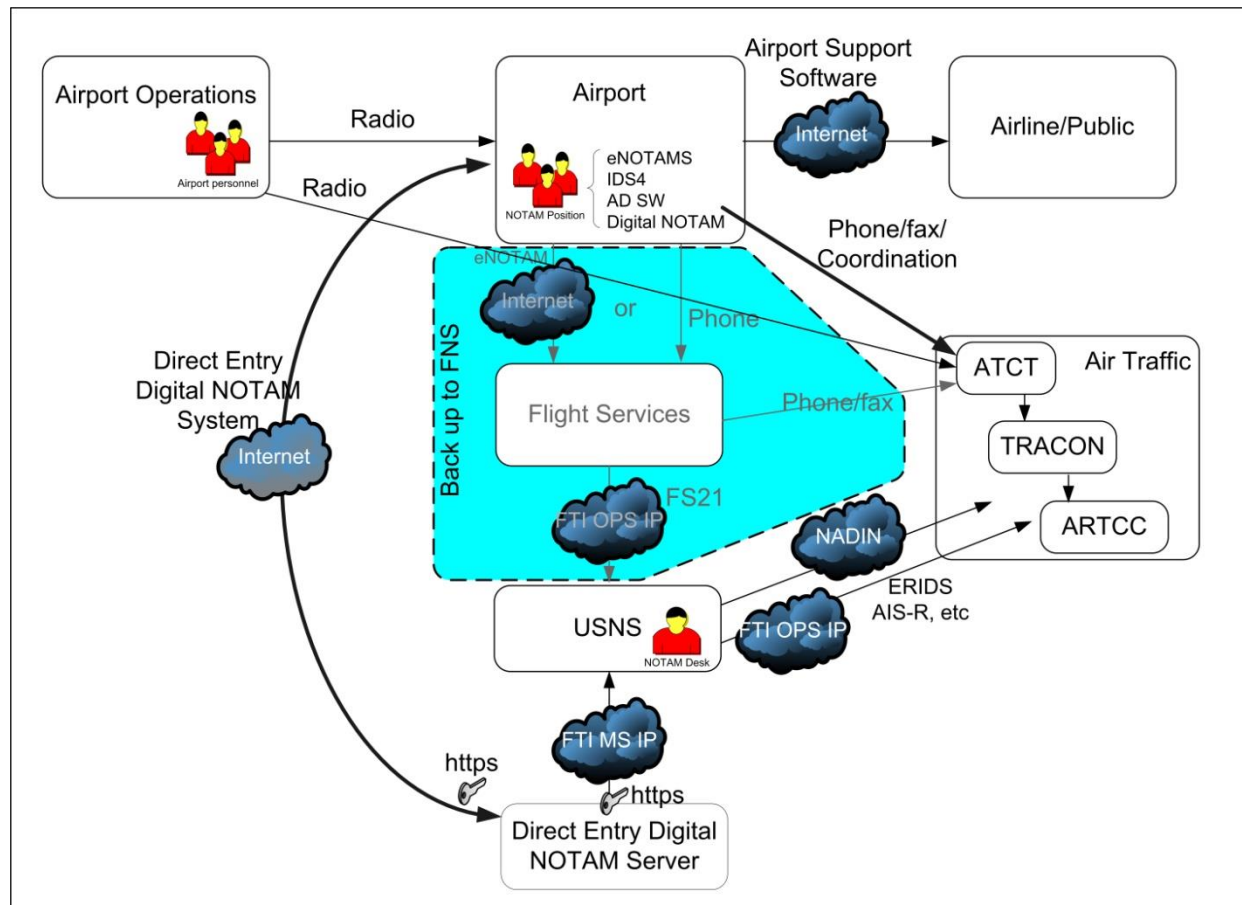 Airport Operations
Airport personnel
Radio
Radio
Airport
NOTAM Position
eNOTAMS
IDS4
AD SW
Digital NOTAM
Airport Support
Software
Internet
Airline/Public
Phone/fax/
Coordination
eNOTAM
Internet
or
Phone
Back up to FNS
Flight Services
Phone/fax
FS21
FTI OPS IP
Direct Entry
Digital NOTAM
System
Internet
Air Traffic
ATCT
TRACON
ARTCC
NADIN
ERIDS
AIS-R, etc
FTI OPS IP
USNS
NOTAM Desk
FTI MS IP
https
https
Direct Entry Digital
NOTAM Server